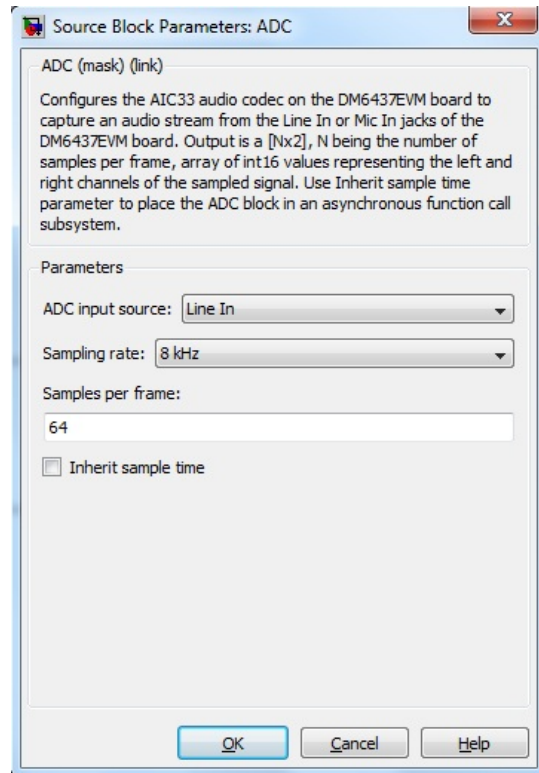 Source Block Parameters: ADC
ADC (mask) (link)
Configures the AIC33 audio codec on the DM6437EVM board to
capture an audio stream from the Line In or Mic In jacks of the
DM6437EVM board. Output is a [Nx2], N being the number of
samples per frame, array of int16 values representing the left and
right channels of the sampled signal. Use Inherit sample time
parameter to place the ADC block in an asynchronous function call
subsystem.
Parameters
ADC input source: Line In
Sampling rate: 8 kHz
Samples per frame:
64
Inherit sample time
OK Cancel Help